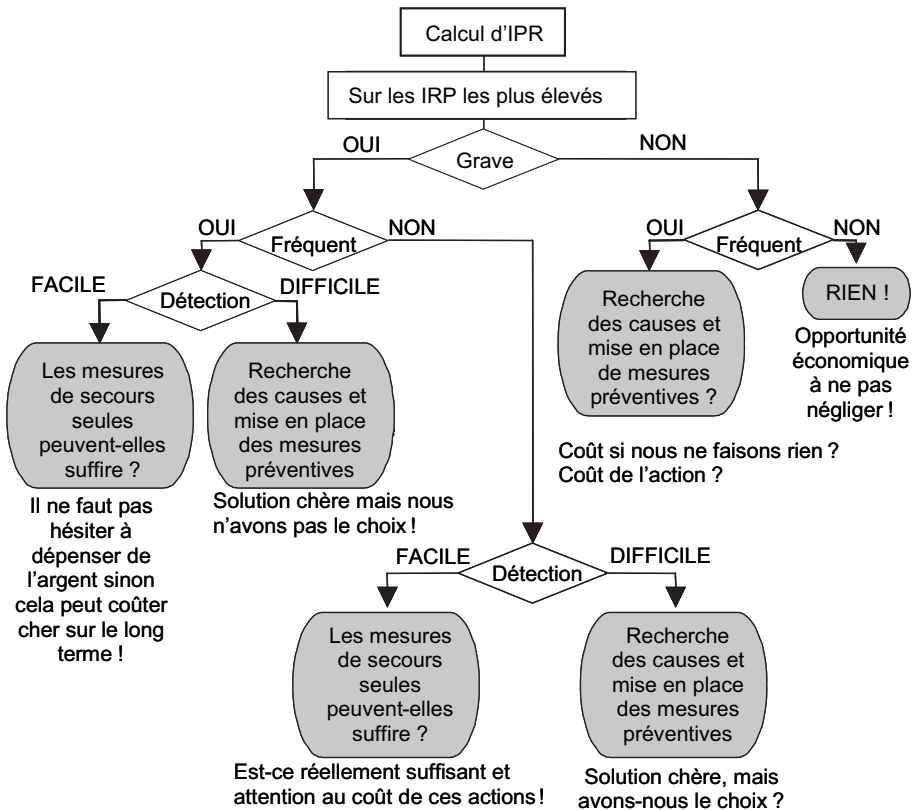 Calcul d’IPR
Sur les IRP les plus élevés
OUI
NON
Grave
OUI
NON
Fréquent
OUI
NON
Fréquent
FACILE
DIFFICILE
Détection
Les mesures
de secours
seules
peuvent-elles
suffire ?
Il ne faut pas
hésiter à
dépenser de
l’argent sinon
cela peut coûter
cher sur le long
terme !
Recherche
des causes et
mise en place
des mesures
préventives
Solution chère mais nous
n’avons pas le choix !
Recherche
des causes et
mise en place
de mesures
préventives ?
Coût si nous ne faisons rien ?
Coût de l’action ?
RIEN !
Opportunité
économique
à ne pas
négliger !
FACILE
DIFFICILE
Détection
Les mesures
de secours
seules
peuvent-elles
suffire ?
Est-ce réellement suffisant et
attention au coût de ces actions !
Recherche
des causes et
mise en place
des mesures
préventives
Solution chère, mais
avons-nous le choix ?